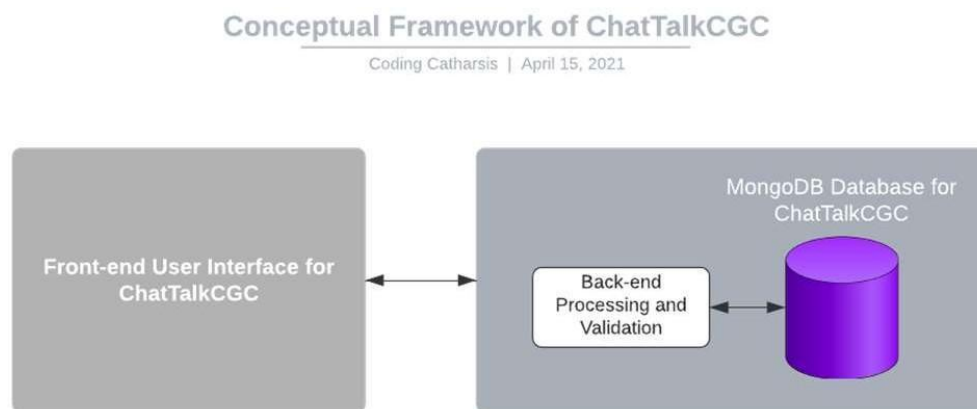 Conceptual Framework of ChatTalkCGC
Coding Catharsis | April 15, 2021
Front-end User Interface for
ChatTalkCGC
MongoDB Database for
ChatTalkCGC
Back-end
Processing and
Validation